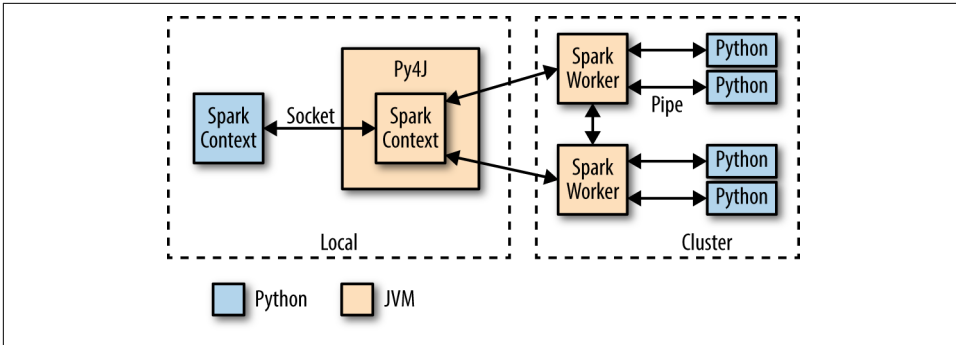 Py4J
Spark
Context
Socket
Spark
Context
Local
Spark
Worker
Python
Python
Pipe
Spark
Worker
Python
Python
Cluster
Python
JVM